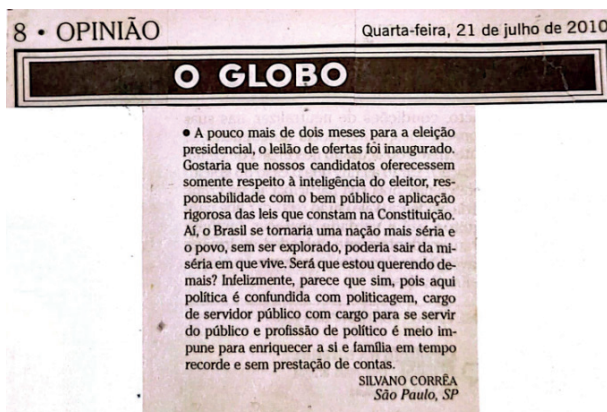 8 • OPINIÃO
Quarta-feira, 21 de julho de 2010
O GLOBO
• A pouco mais de dois meses para a eleição
presidencial, o leilão de ofertas foi inaugurado.
Gostaria que nossos candidatos oferecessem
somente respeito à inteligência do eleitor, res-
ponsabilidade com o bem público e aplicação
rigorosa das leis que constam na Constituição.
Aí, o Brasil se tornaria uma nação mais séria e
o povo, sem ser explorado, poderia sair da mi-
séria em que vive. Será que estou querendo de-
mais? Infelizmente, parece que sim, pois aqui
política é confundida com politicagem, cargo
de servidor público com cargo para se servir
do público e profissão de político é meio im-
pune para enriquecer a si e família em tempo
recorde e sem prestação de contas.
SILVANO CORRÊA
São Paulo, SP